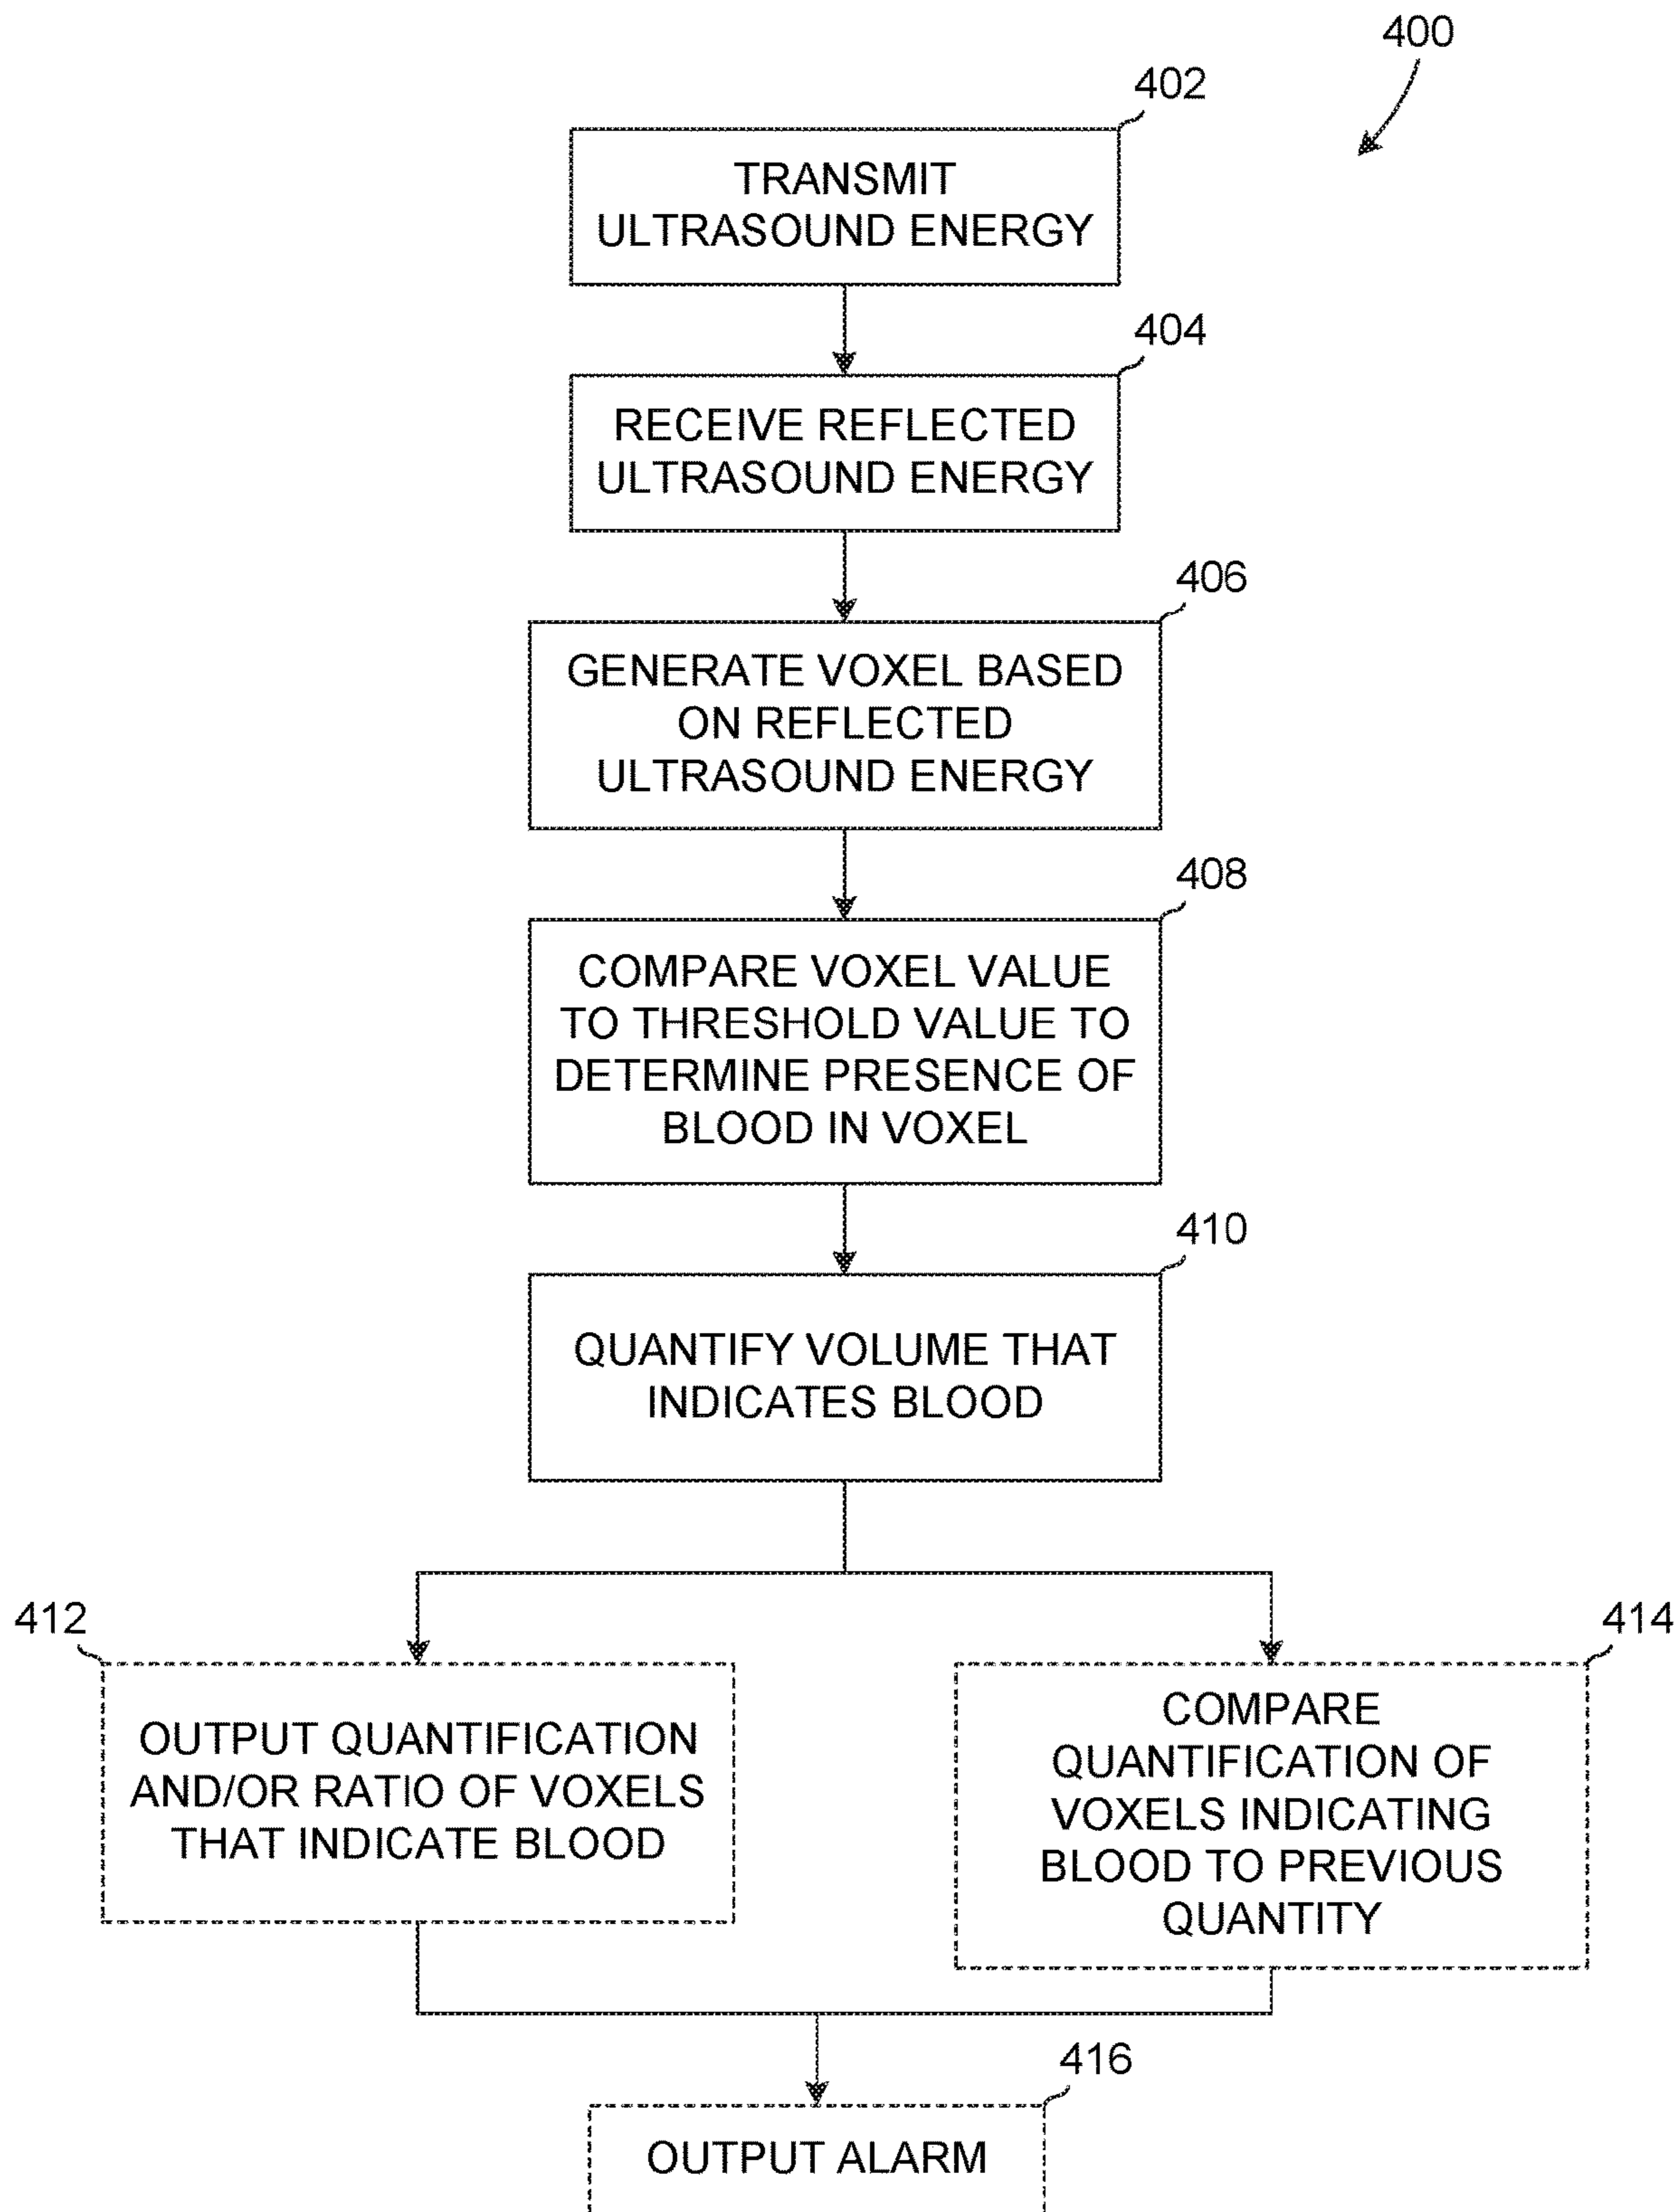 400
402
TRANSMIT
ULTRASOUND ENERGY
404
RECEIVE REFLECTED
ULTRASOUND ENERGY
406
GENERATE VOXEL BASED
ON REFLECTED
ULTRASOUND ENERGY
408
COMPARE VOXEL VALUE
TO THRESHOLD VALUE TO
DETERMINE PRESENCE OF
BLOOD IN VOXEL
410
QUANTIFY VOLUME THAT
INDICATES BLOOD
412
OUTPUT QUANTIFICATION
AND/OR RATIO OF VOXELS
THAT INDICATE BLOOD
414
COMPARE
QUANTIFICATION OF
VOXELS INDICATING
BLOOD TO PREVIOUS
QUANTITY
416
OUTPUT ALARM